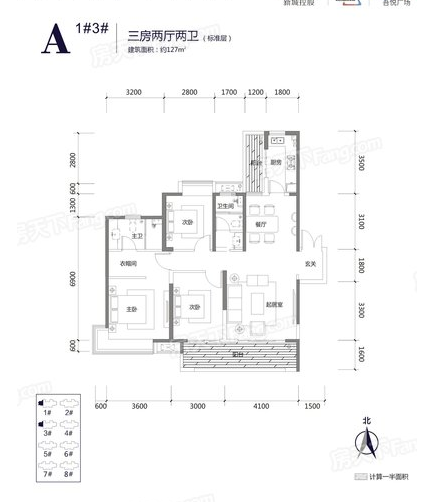 新城控股
吾悦广场
A 1#3# 三房两厅两卫（标准层）
建筑面积：约127m²
3200 2800 1700 1200 1800
2800
600
1300
6900
600
3500
3100
1800
3300
1600
厨房
阳台
次卧
卫生间
餐厅
主卫
玄关
衣帽间
主卧
次卧
起居室
阳台
600 3600 3000 4100 1500
1# 2#
3# 4#
5# 6#
7# 8#
北
计算一半面积